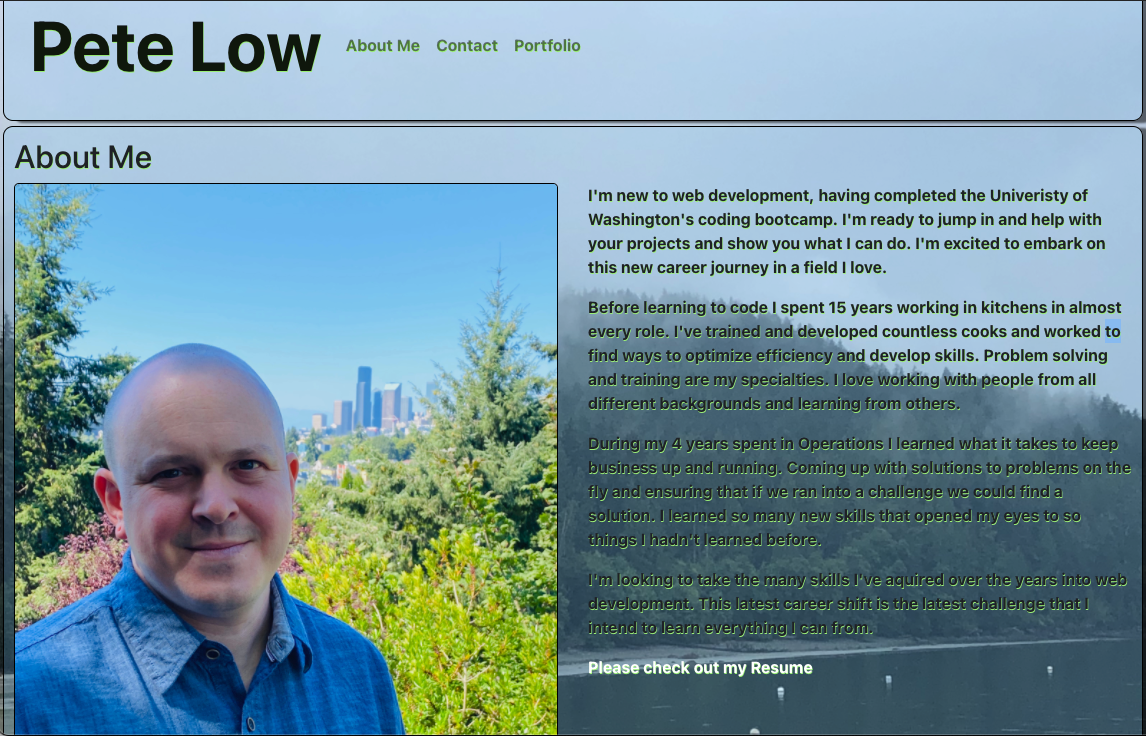 Pete Low
About Me Contact Portfolio
About Me
I'm new to web development, having completed the Univeristy of
Washington's coding bootcamp. I'm ready to jump in and help with
your projects and show you what I can do. I'm excited to embark on
this new career journey in a field I love.
Before learning to code I spent 15 years working in kitchens in almost
every role. I've trained and developed countless cooks and worked to
find ways to optimize efficiency and develop skills. Problem solving
and training are my specialties. I love working with people from all
different backgrounds and learning from others.
During my 4 years spent in Operations I learned what it takes to keep
business up and running. Coming up with solutions to problems on the
fly and ensuring that if we ran into a challenge we could find a
solution. I learned so many new skills that opened my eyes to so
things I hadn't learned before.
I'm looking to take the many skills I've aquired over the years into web
development. This latest career shift is the latest challenge that I
intend to learn everything I can from.
Please check out my Resume